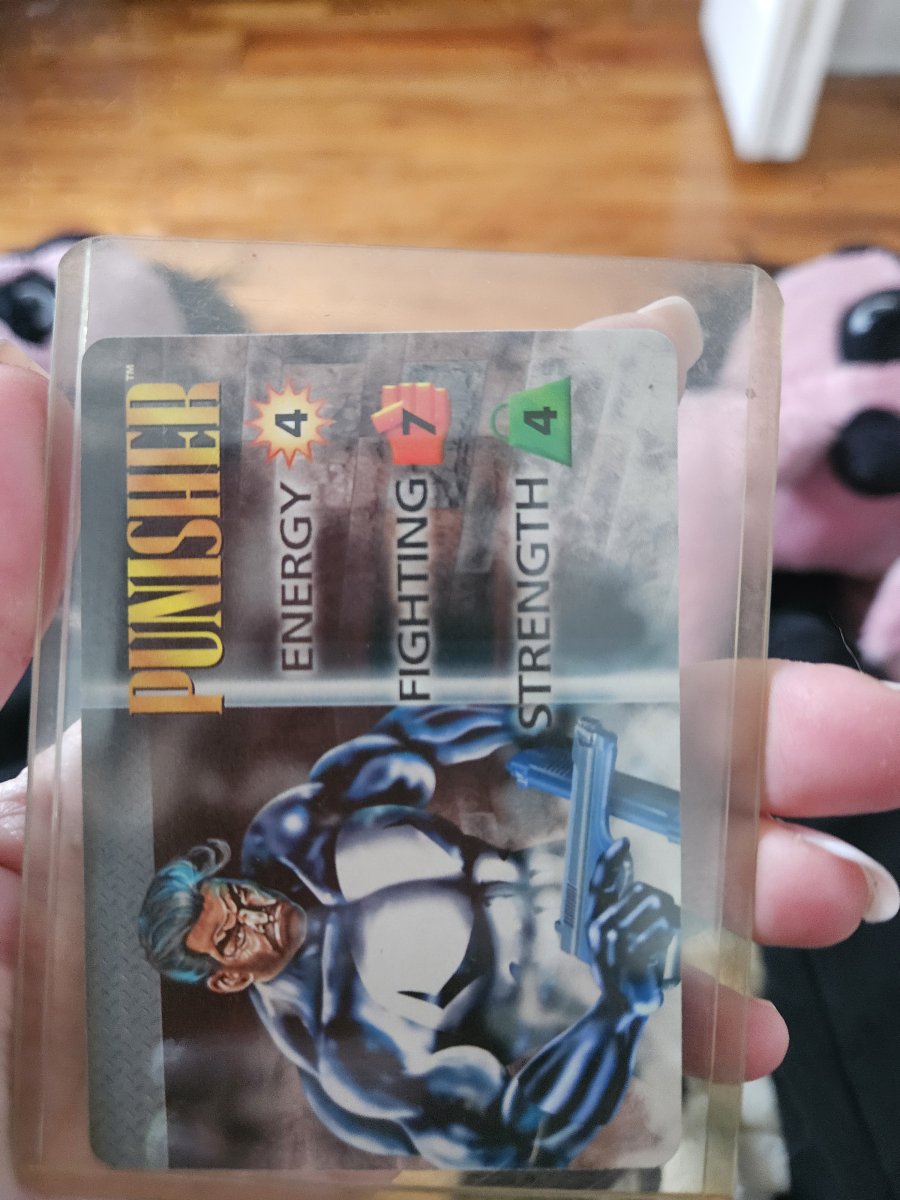 PUNISHER™
ENERGY 4
FIGHTING 7
STRENGTH 4